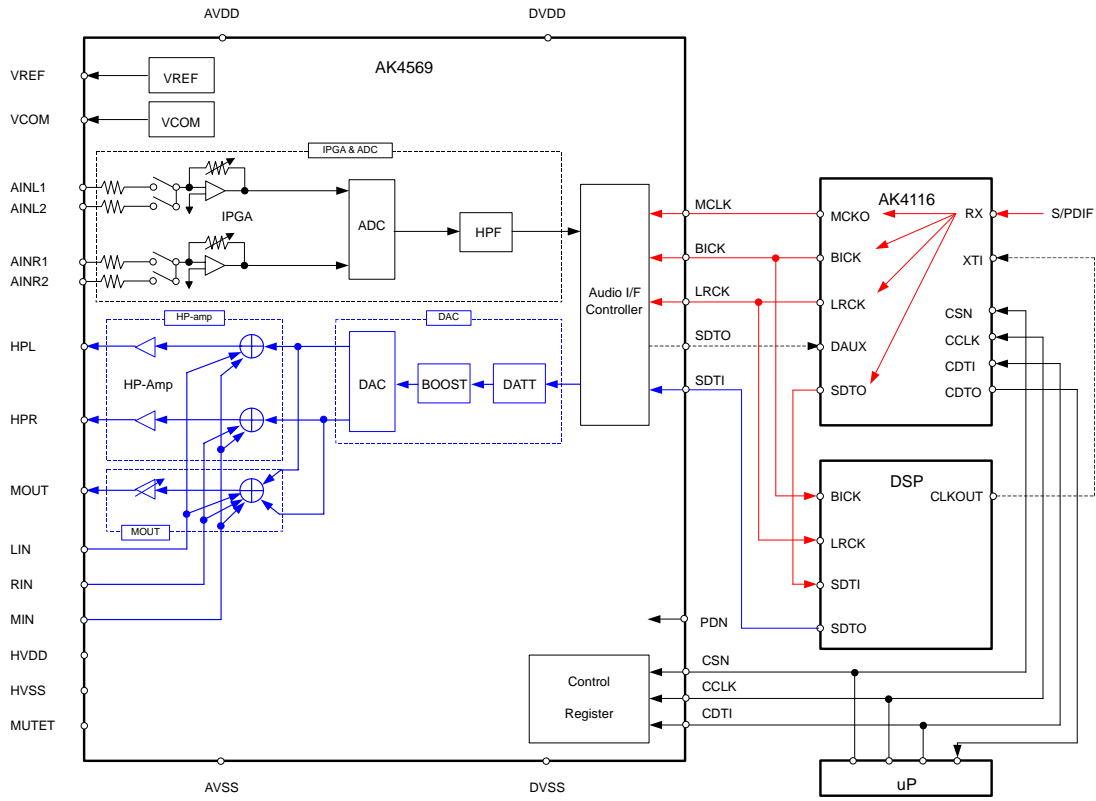 AVDD
DVDD
AK4569
VREF
VREF
VCOM
VCOM
IPGA & ADC
AINL1
AINL2
IPGA
ADC
HPF
AINR1
AINR2
Audio I/F
Controller
MCLK
BICK
LRCK
SDTO
SDTI
AK4116
MCKO
RX
S/PDIF
BICK
XTI
LRCK
CSN
CCLK
DAUX
CDTI
SDTO
CDTO
HP-amp
DAC
HPL
HP-Amp
DAC
BOOST
DATT
HPR
MOUT
MOUT
LIN
RIN
MIN
HVDD
HVSS
MUTET
DSP
BICK
CLKOUT
LRCK
SDTI
SDTO
PDN
Control
Register
CSN
CCLK
CDTI
AVSS
DVSS
uP